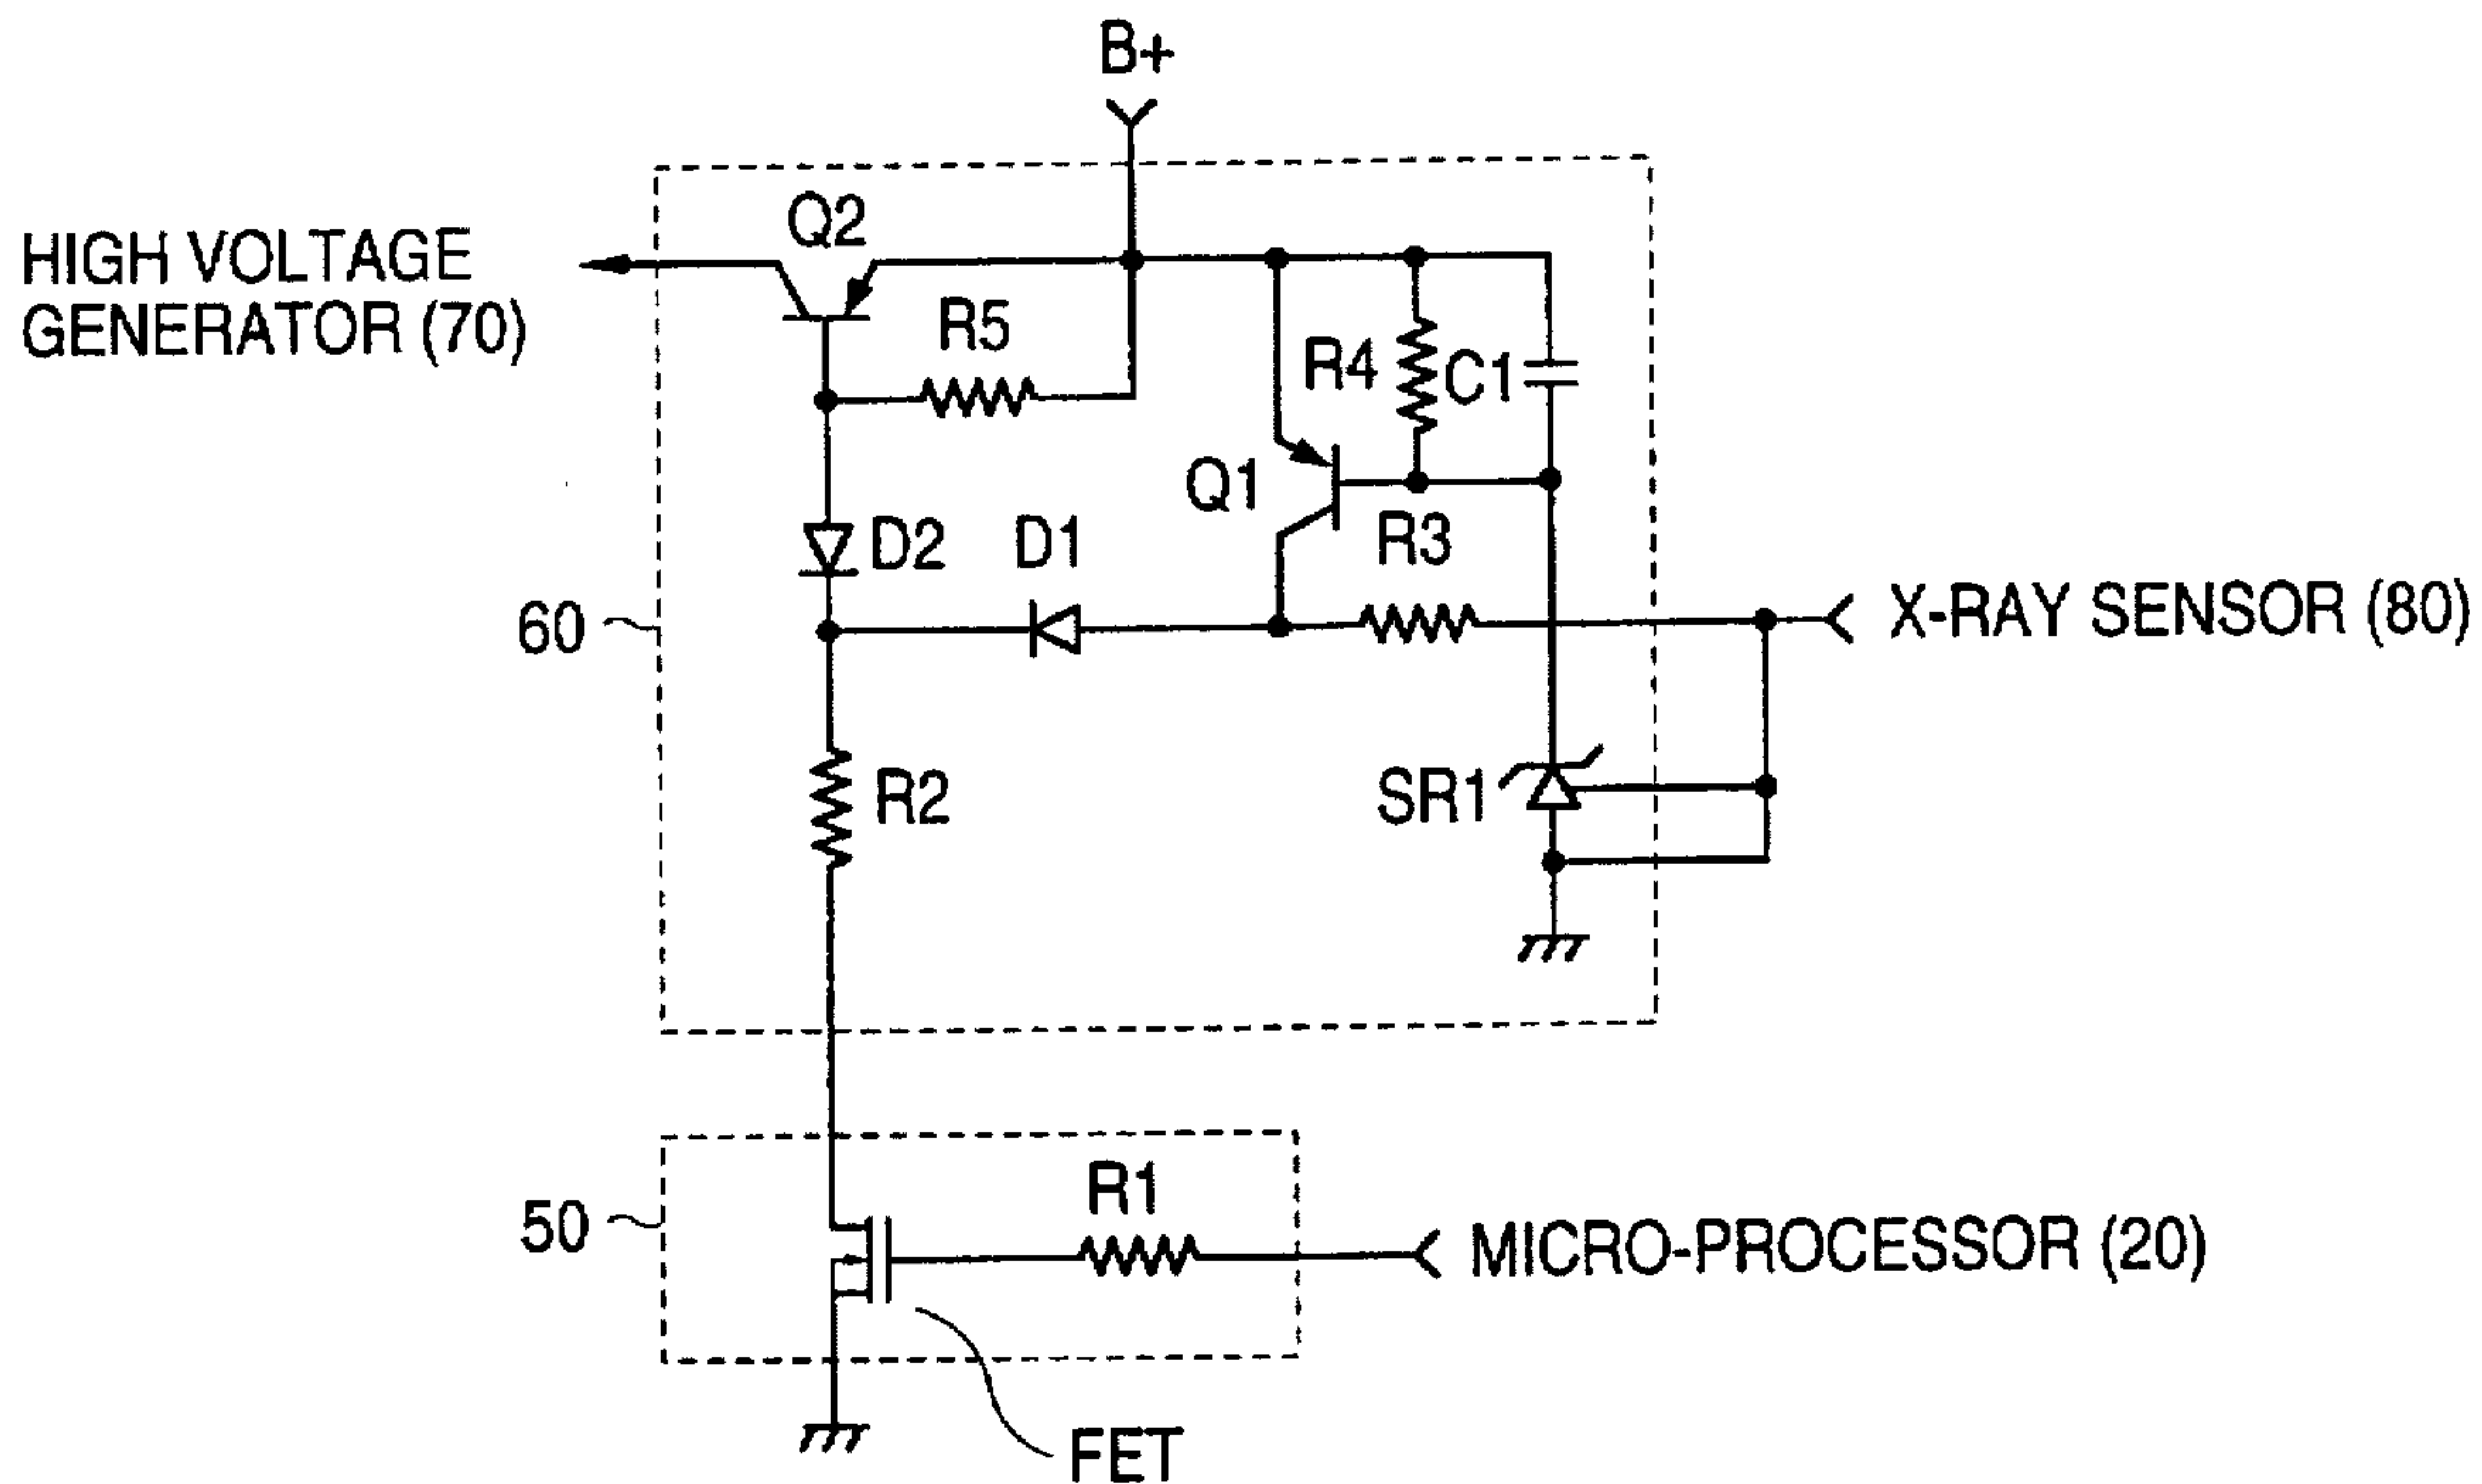 B+
Q2
HIGH VOLTAGE
GENERATOR (70)
R5
R4
C1
Q1
D2
D1
R3
60
X-RAY SENSOR (80)
R2
SR1
50
R1
MICRO-PROCESSOR (20)
FET